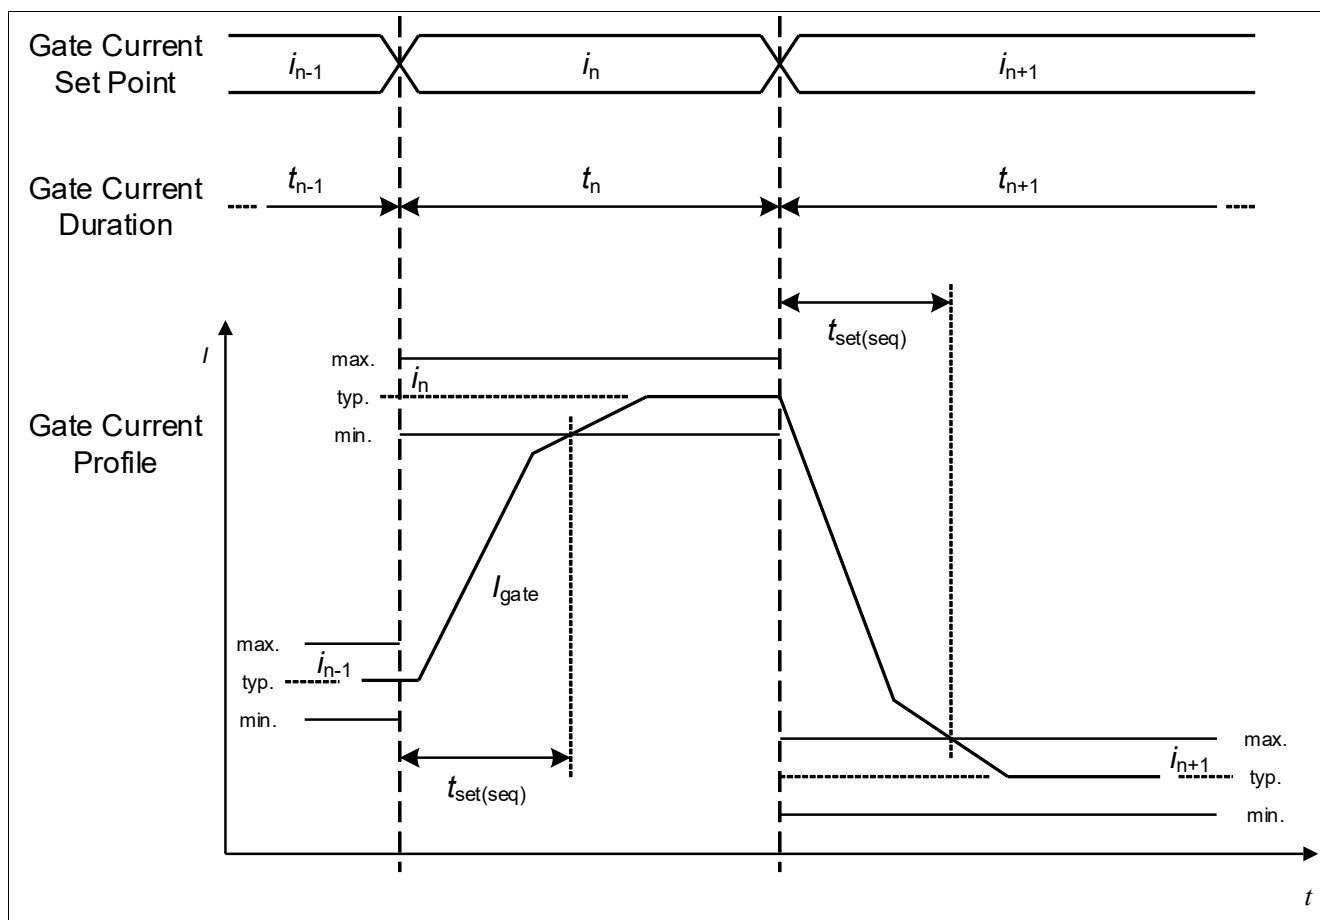 Gate Current
Set Point
i_n-1
i_n
i_n+1
Gate Current
Duration
t_n-1
t_n
t_n+1
t_set(seq)
I
max.
i_n
typ.
min.
Gate Current
Profile
I_gate
max.
i_n-1
typ.
min.
t_set(seq)
max.
i_n+1
typ.
min.
t